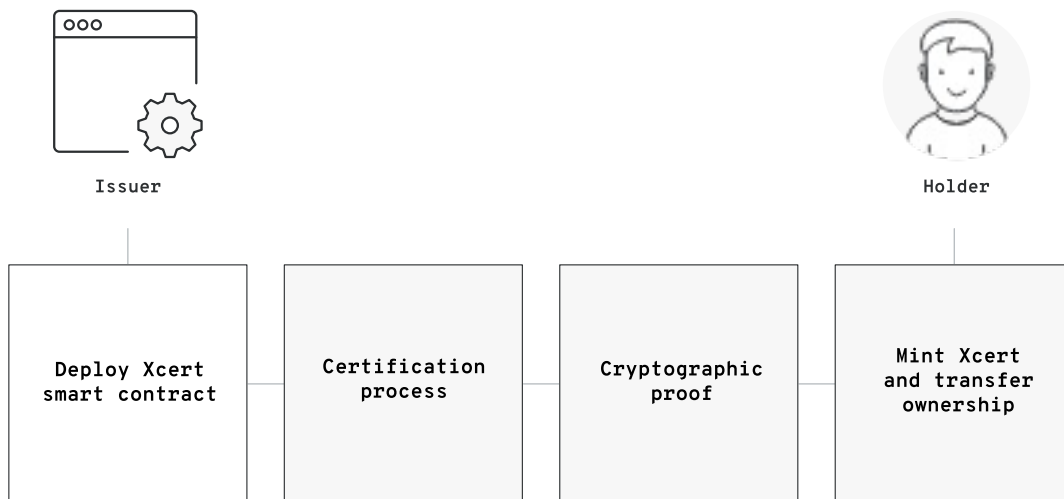 Issuer
Holder
Deploy Xcert
smart contract
Certification
process
Cryptographic
proof
Mint Xcert
and transfer
ownership